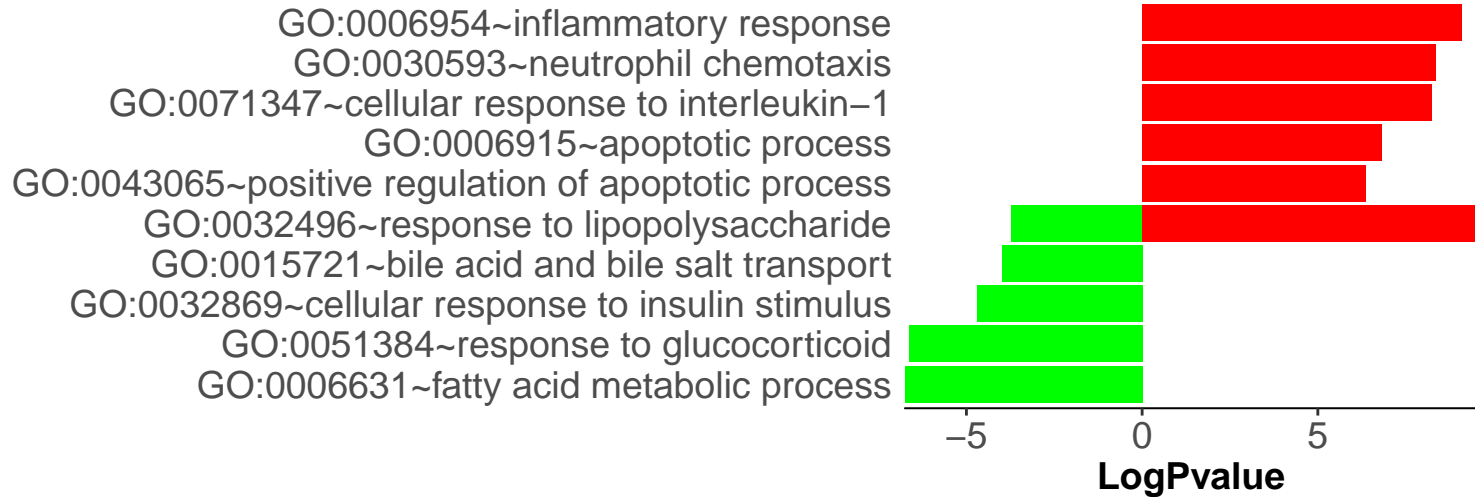 GO:0006954~inflammatory response
GO:0030593~neutrophil chemotaxis
GO:0071347~cellular response to interleukin−1
GO:0006915~apoptotic process
GO:0043065~positive regulation of apoptotic process
GO:0032496~response to lipopolysaccharide
GO:0015721~bile acid and bile salt transport
GO:0032869~cellular response to insulin stimulus
GO:0051384~response to glucocorticoid
GO:0006631~fatty acid metabolic process
−5 0 5
LogPvalue